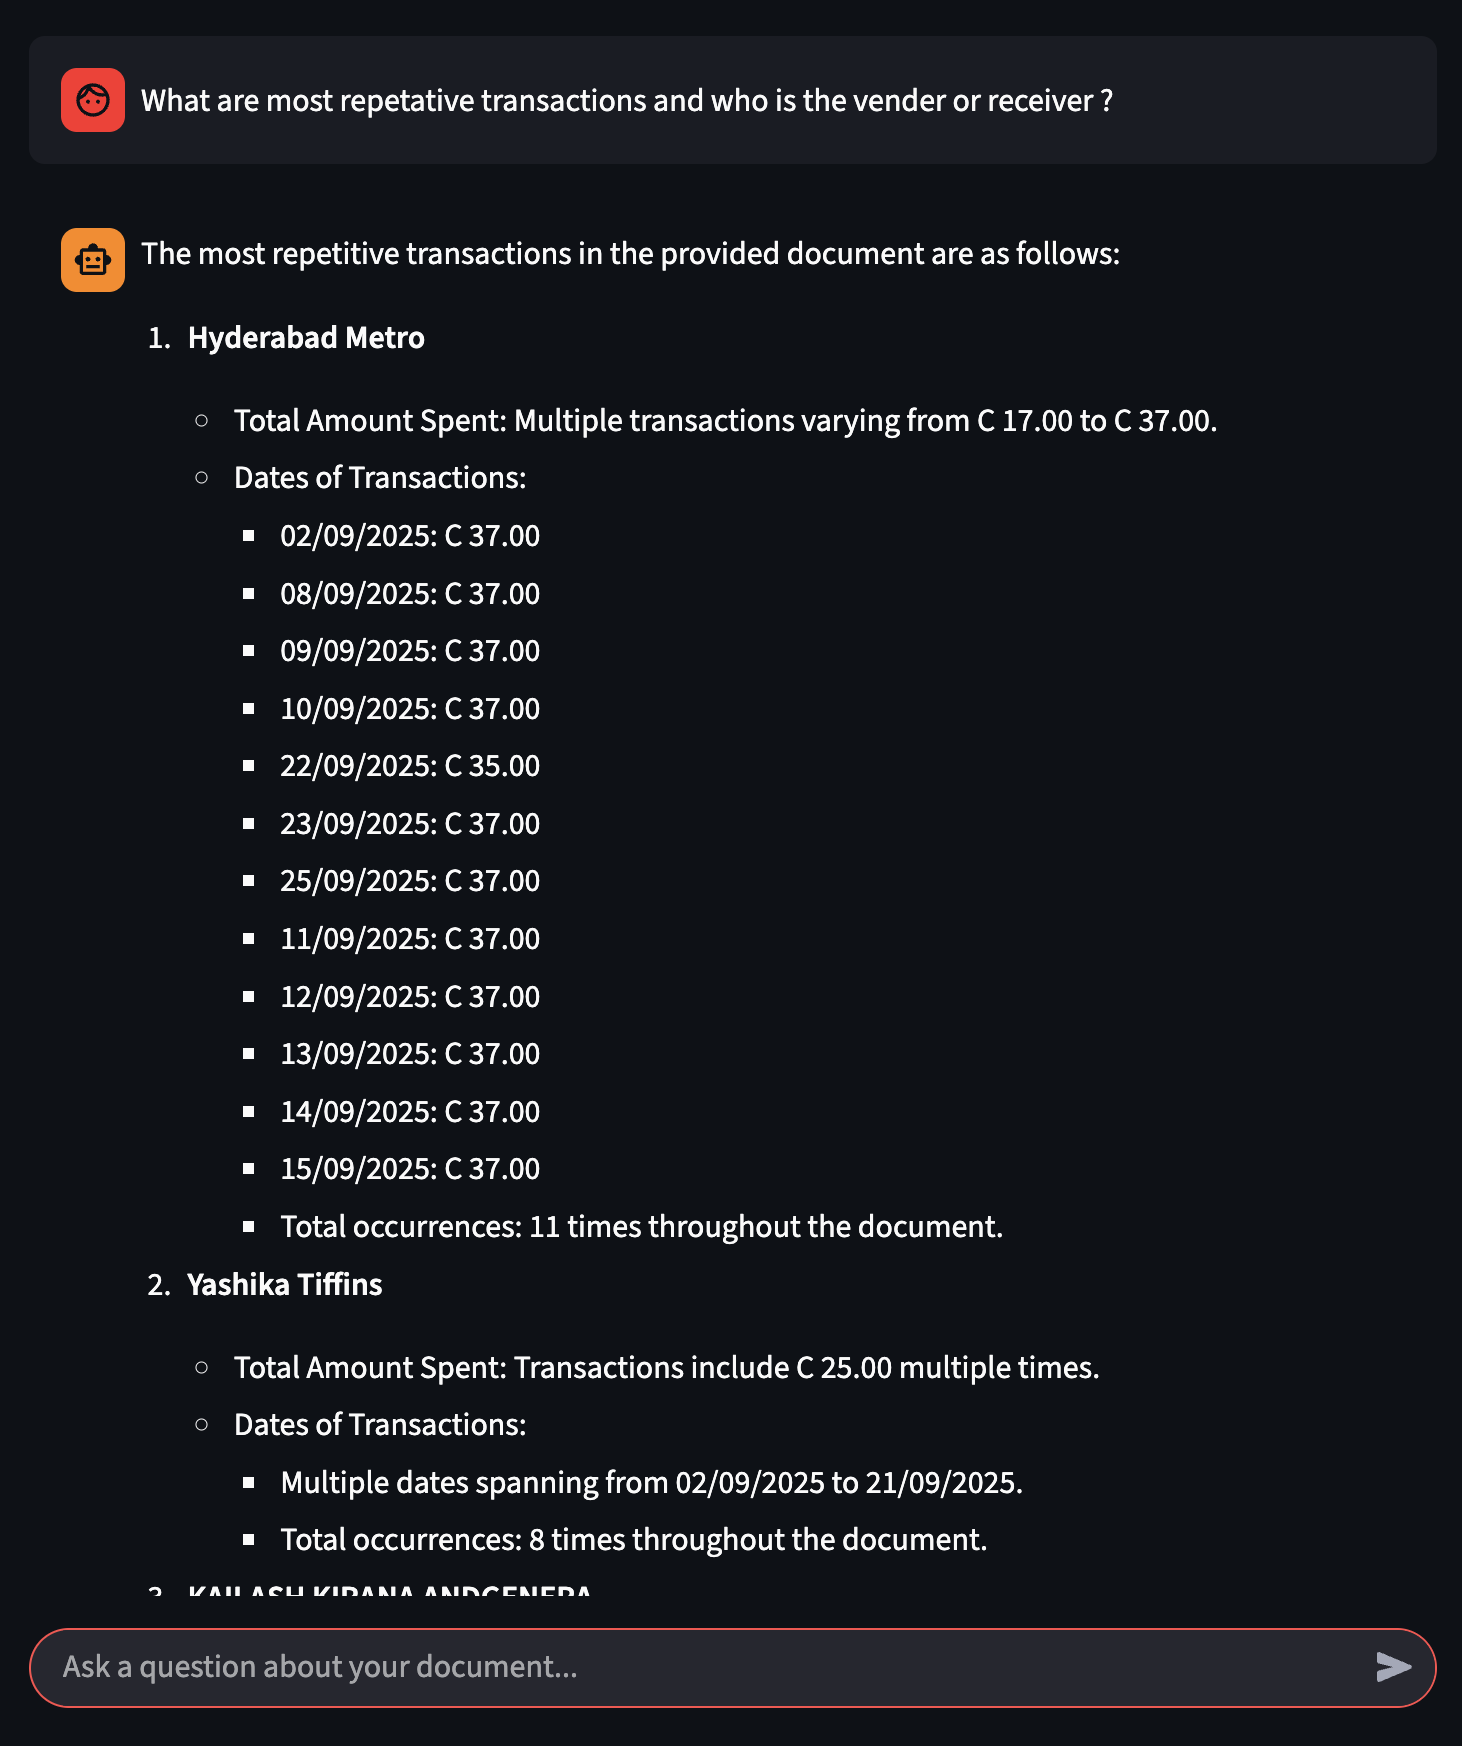 What are most repetative transactions and who is the vender or receiver ?
The most repetitive transactions in the provided document are as follows:
1. Hyderabad Metro
Total Amount Spent: Multiple transactions varying from C 17.00 to C 37.00.
Dates of Transactions:
02/09/2025: C 37.00
08/09/2025: C 37.00
09/09/2025: C 37.00
10/09/2025: C 37.00
22/09/2025: C 35.00
23/09/2025: C 37.00
25/09/2025: C 37.00
11/09/2025: C 37.00
12/09/2025: C 37.00
13/09/2025: C 37.00
14/09/2025: C 37.00
15/09/2025: C 37.00
Total occurrences: 11 times throughout the document.
2. Yashika Tiffins
Total Amount Spent: Transactions include C 25.00 multiple times.
Dates of Transactions:
Multiple dates spanning from 02/09/2025 to 21/09/2025.
Total occurrences: 8 times throughout the document.
3. KAILASH KIRANA ANDGENERA
Ask a question about your document...